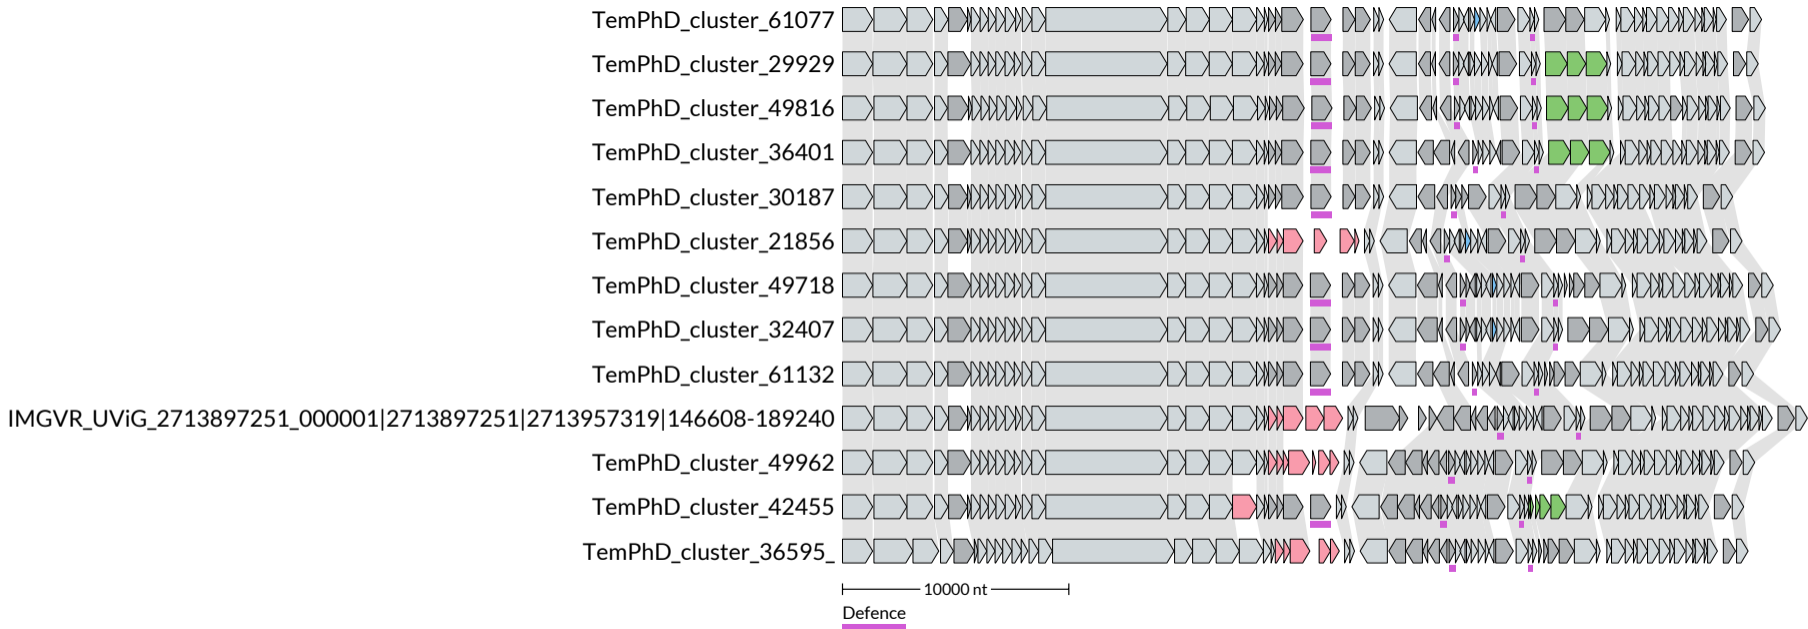 TemPhD_cluster_61077
TemPhD_cluster_29929
TemPhD_cluster_49816
TemPhD_cluster_36401
TemPhD_cluster_30187
TemPhD_cluster_21856
TemPhD_cluster_49718
TemPhD_cluster_32407
TemPhD_cluster_61132
IMGVR_UViG_2713897251_000001|2713897251|2713957319|146608-189240
TemPhD_cluster_49962
TemPhD_cluster_42455
TemPhD_cluster_36595_
10000 nt
Defence